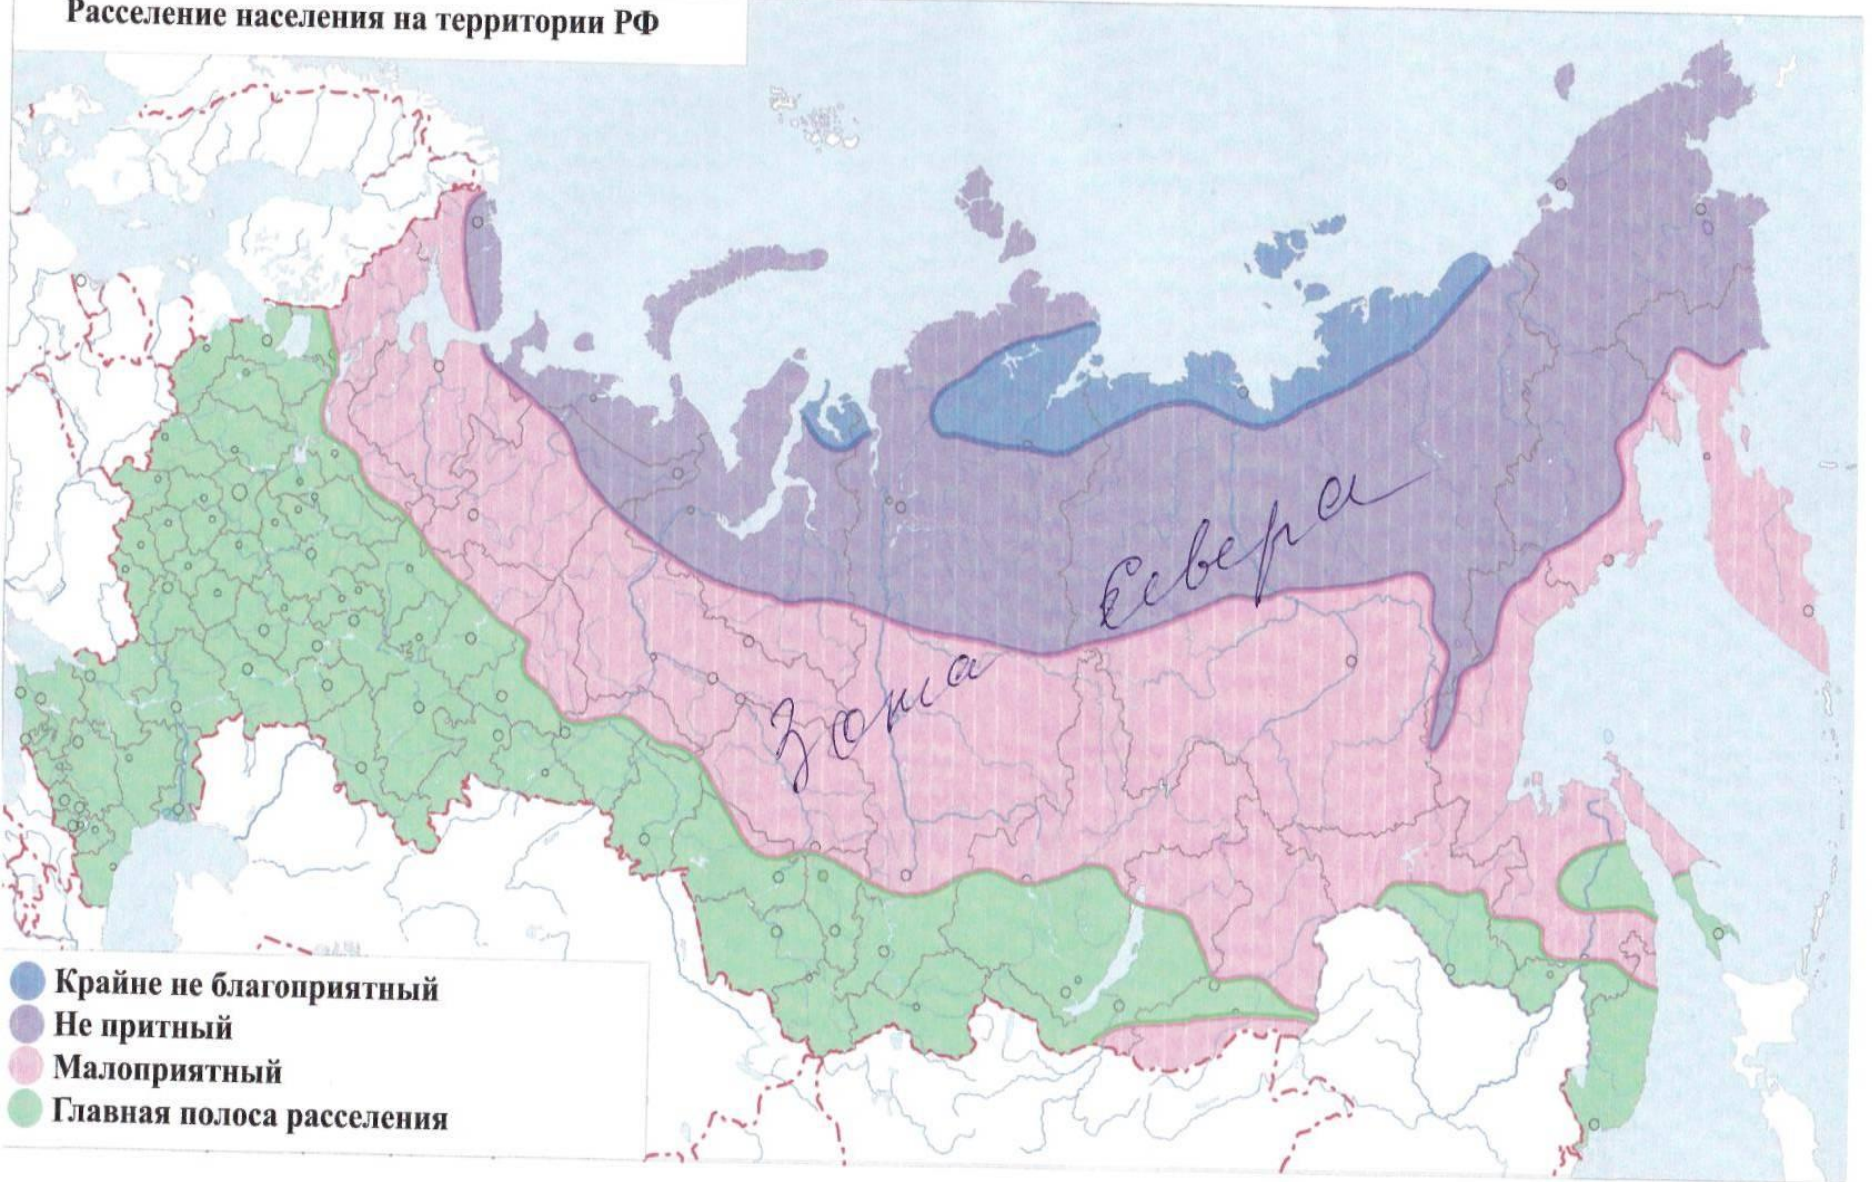 Расселение населения на территории РФ
Зона Севера
Крайне не благоприятный
Не притный
Малоприятный
Главная полоса расселения